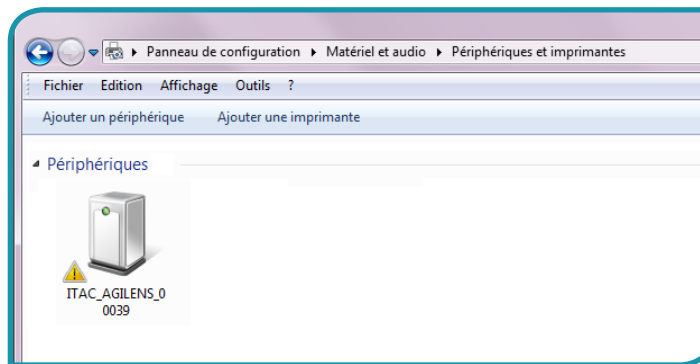 Panneau de configuration Matériel et audio Périphériques et imprimantes
Fichier Edition Affichage Outils ?
Ajouter un périphérique Ajouter une imprimante
Périphériques
ITAC_AGILENS_0
0039